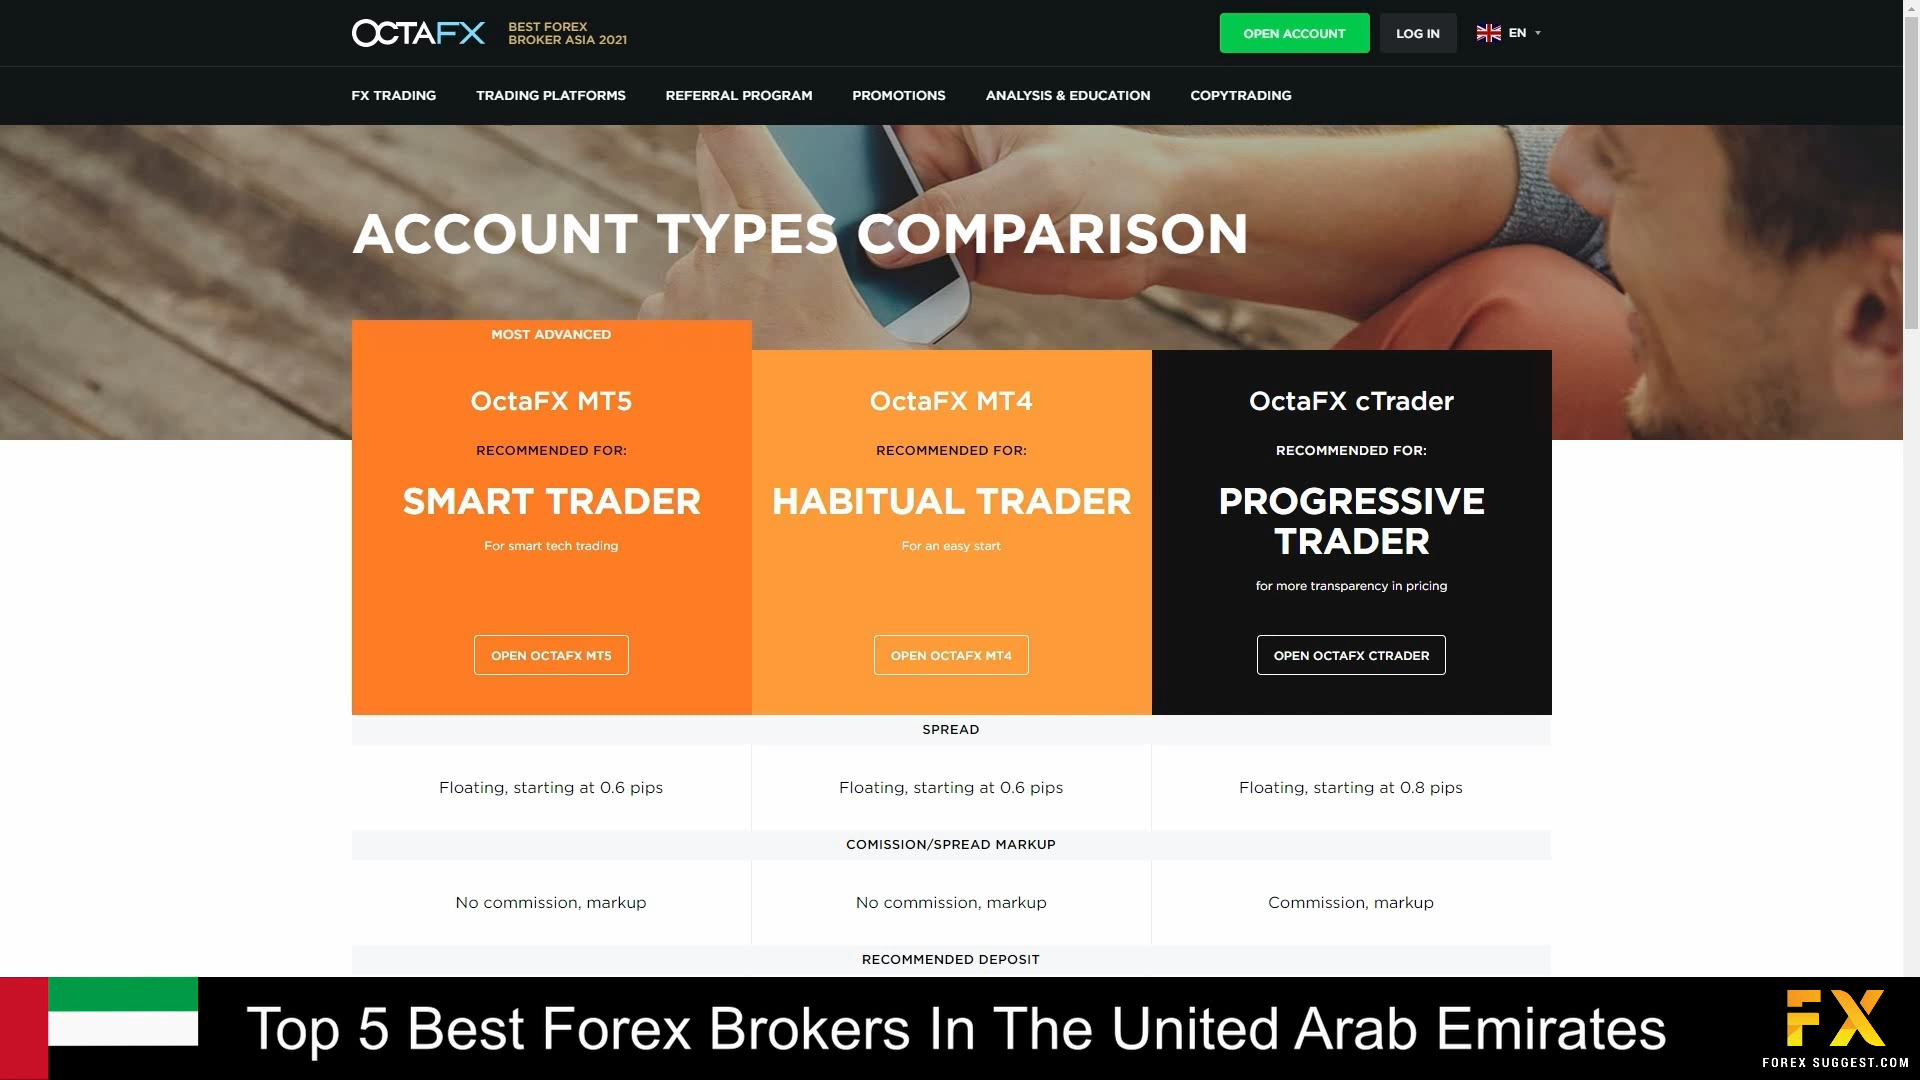 OCTAFX
BEST FOREX
BROKER ASIA 2021
OPEN ACCOUNT
LOG IN
EN
FX TRADING
TRADING PLATFORMS
REFERRAL PROGRAM
PROMOTIONS
ANALYSIS & EDUCATION
COPYTRADING
ACCOUNT TYPES COMPARISON
MOST ADVANCED
OctaFX MT5
RECOMMENDED FOR:
SMART TRADER
For smart tech trading
OPEN OCTAFX MT5
OctaFX MT4
RECOMMENDED FOR:
HABITUAL TRADER
For an easy start
OPEN OCTAFX MT4
OctaFX cTrader
RECOMMENDED FOR:
PROGRESSIVE
TRADER
for more transparency in pricing
OPEN OCTAFX CTRADER
SPREAD
Floating, starting at 0.6 pips
Floating, starting at 0.6 pips
Floating, starting at 0.8 pips
COMISSION/SPREAD MARKUP
No commission, markup
No commission, markup
Commission, markup
RECOMMENDED DEPOSIT
Top 5 Best Forex Brokers In The United Arab Emirates
FX
FOREX SUGGEST.COM